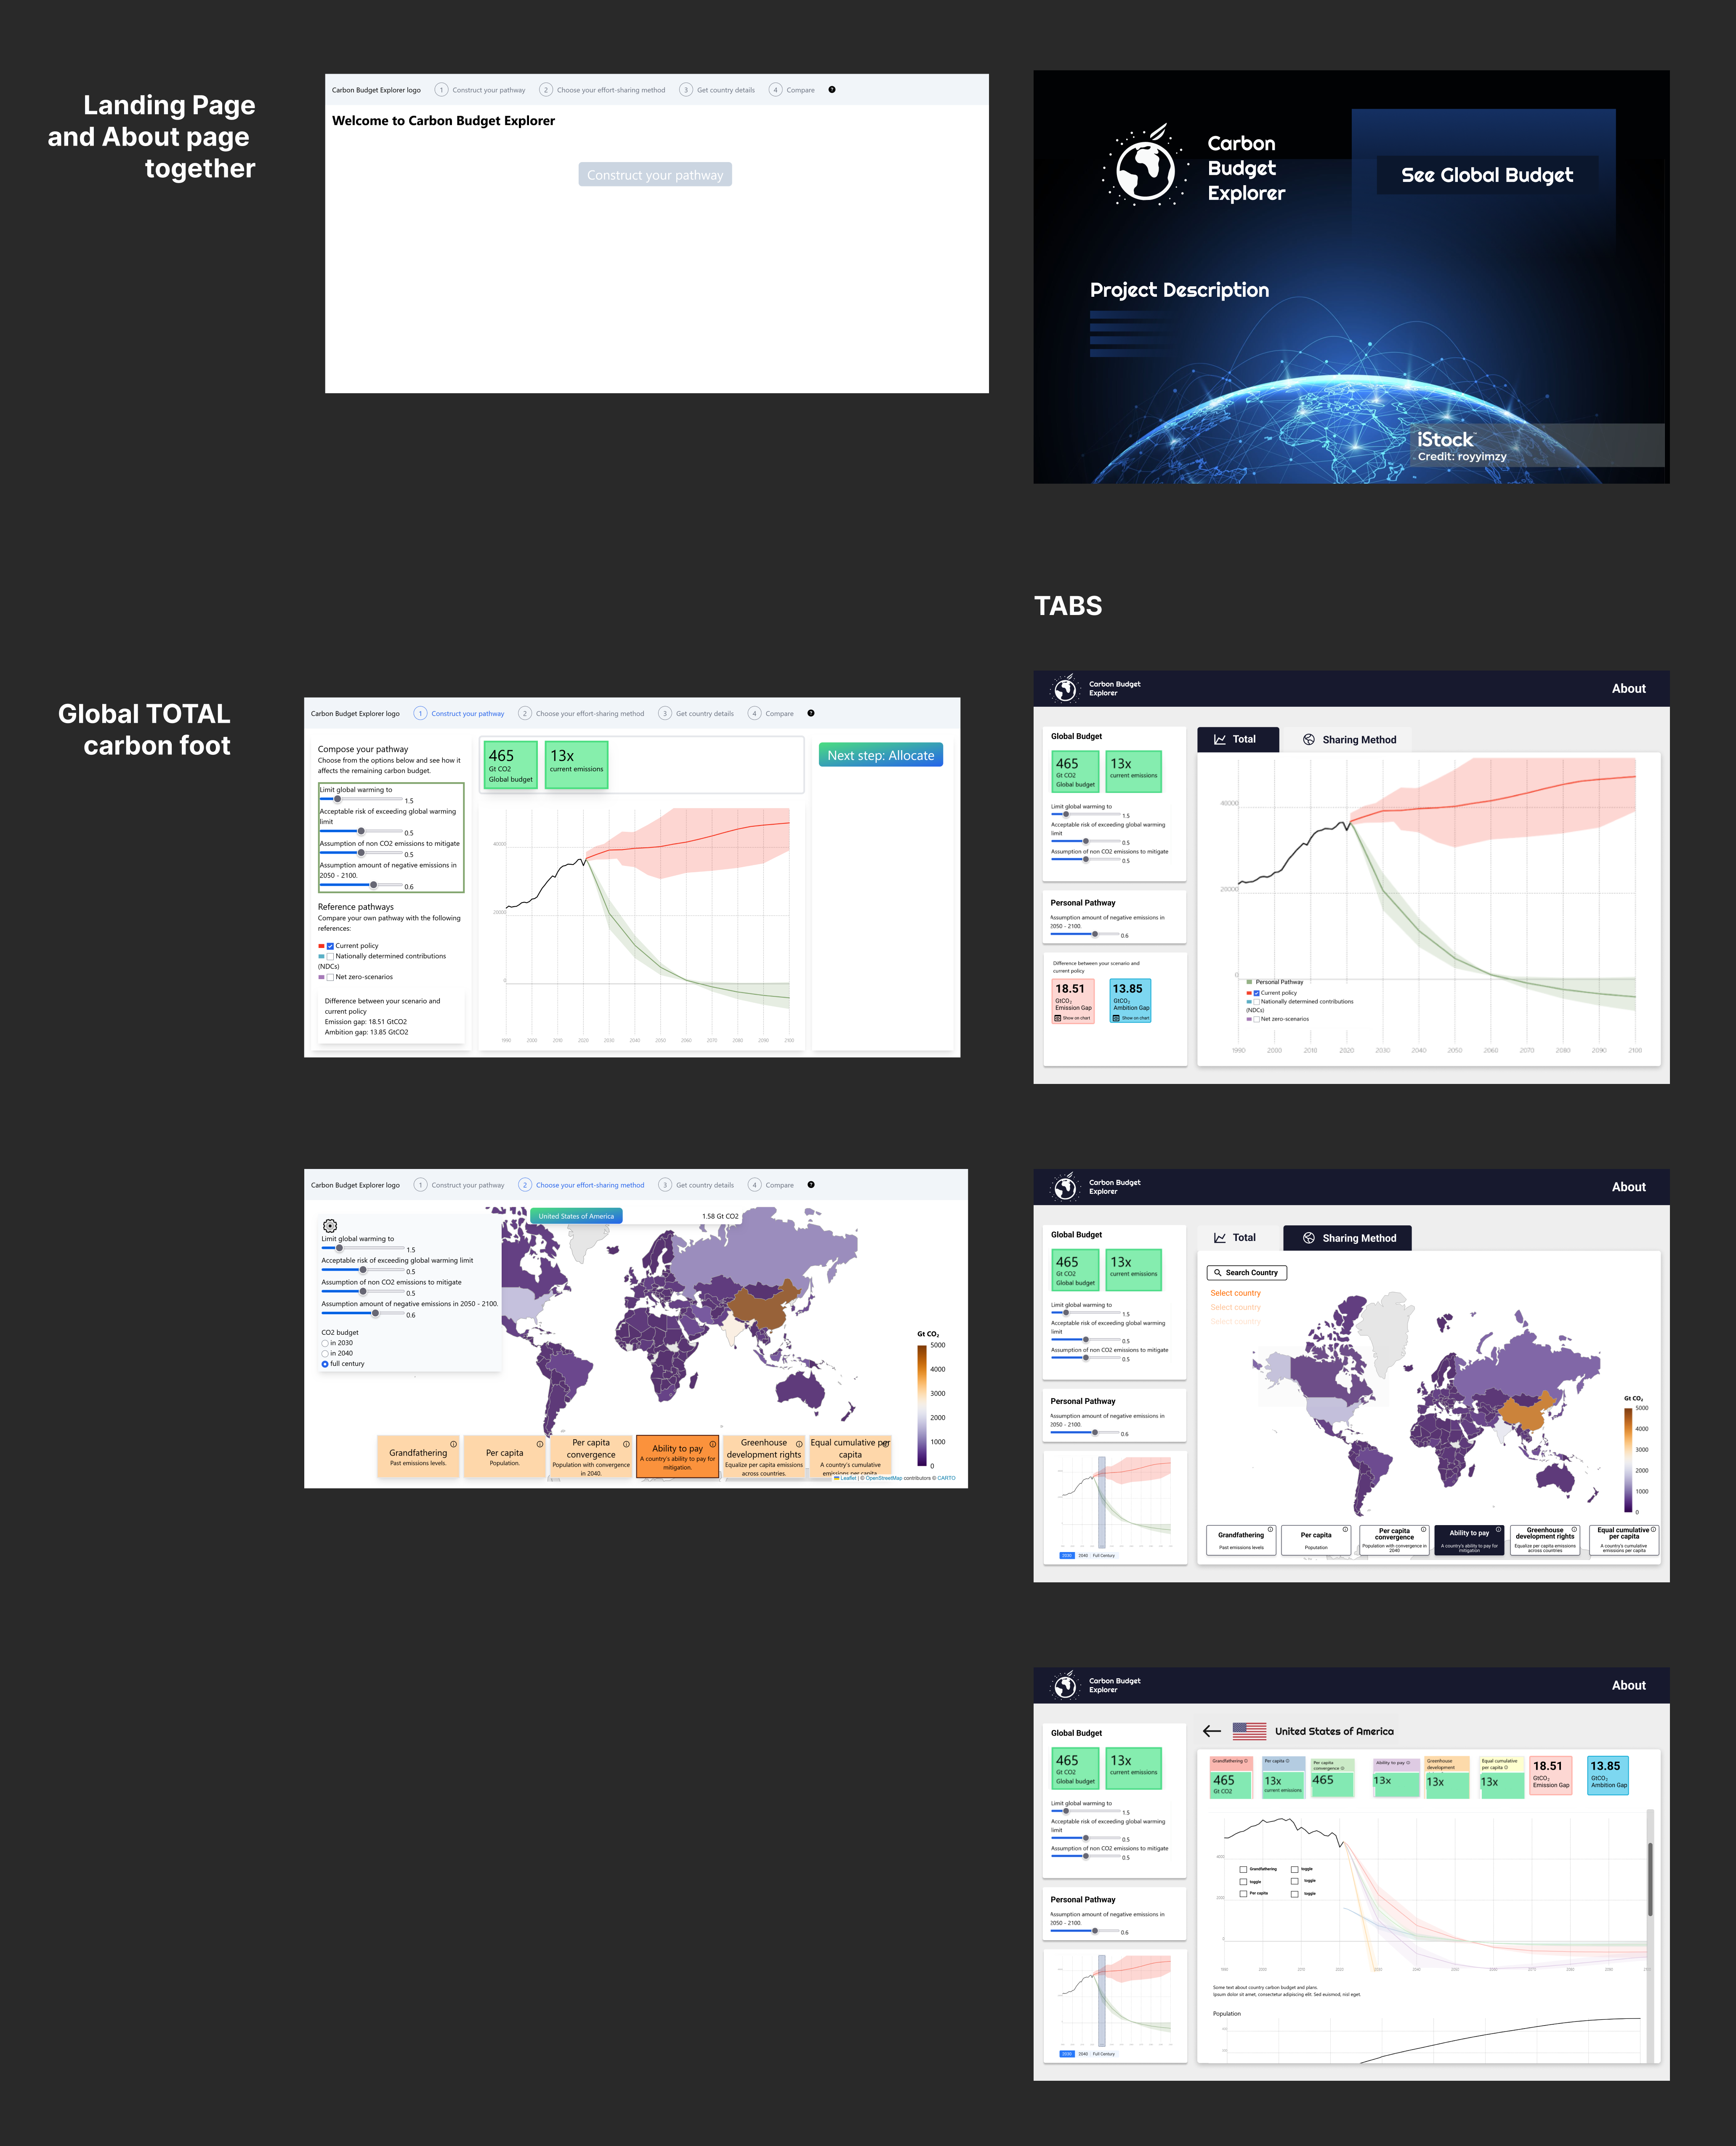 Landing Page
and About page
together
Carbon Budget Explorer logo 1 Construct your pathway 2 Choose your effort-sharing method 3 Get country details 4 Compare ?
Welcome to Carbon Budget Explorer
Construct your pathway
Carbon
Budget
Explorer
See Global Budget
Project Description
iStock
Credit: royyimzy
TABS
Global TOTAL
carbon foot
Carbon Budget Explorer logo 1 Construct your pathway 2 Choose your effort-sharing method 3 Get country details 4 Compare ?
Compose your pathway
Choose from the options below and see how it
affects the remaining carbon budget.
Limit global warming to
1.5
Acceptable risk of exceeding global warming
limit
0.5
Assumption of non CO2 emissions to mitigate
0.5
Assumption amount of negative emissions in
2050 - 2100.
0.6
Reference pathways
Compare your own pathway with the following
references:
Current policy
Nationally determined contributions
(NDCs)
Net zero-scenarios
Difference between your scenario and
current policy
Emission gap: 18.51 GtCO2
Ambition gap: 13.85 GtCO2
465
Gt CO2
Global budget
13x
current emissions
40000
20000
0
1990 2000 2010 2020 2030 2040 2050 2060 2070 2080 2090 2100
Next step: Allocate
Carbon Budget
Explorer
About
Global Budget
465
Gt CO2
Global budget
13x
current emissions
Limit global warming to
1.5
Acceptable risk of exceeding global warming
limit
0.5
Assumption of non CO2 emissions to mitigate
0.5
Personal Pathway
Assumption amount of negative emissions in
2050 - 2100.
0.6
Difference between your scenario and
current policy
18.51
GtCO₂
Emission Gap
Show on chart
13.85
GtCO₂
Ambition Gap
Show on chart
Total
Sharing Method
40000
20000
0
Personal Pathway
Current policy
Nationally determined contributions
(NDCs)
Net zero-scenarios
1990 2000 2010 2020 2030 2040 2050 2060 2070 2080 2090 2100
Carbon Budget Explorer logo 1 Construct your pathway 2 Choose your effort-sharing method 3 Get country details 4 Compare ?
Limit global warming to
1.5
Acceptable risk of exceeding global warming limit
0.5
Assumption of non CO2 emissions to mitigate
0.5
Assumption amount of negative emissions in 2050 - 2100.
0.6
CO2 budget
in 2030
in 2040
full century
United States of America 1.58 Gt CO2
Gt CO₂
5000
4000
3000
2000
1000
0
Grandfathering
Past emissions levels.
Per capita
Population.
Per capita
convergence
Population with convergence
in 2040.
Ability to pay
A country's ability to pay for
mitigation.
Greenhouse
development rights
Equalize per capita emissions
across countries.
Equal cumulative per
capita
A country's cumulative
emissions per capita
Leaflet | © OpenStreetMap contributors © CARTO
Carbon Budget
Explorer
About
Global Budget
465
Gt CO2
Global budget
13x
current emissions
Limit global warming to
1.5
Acceptable risk of exceeding global warming
limit
0.5
Assumption of non CO2 emissions to mitigate
0.5
Personal Pathway
Assumption amount of negative emissions in
2050 - 2100.
0.6
2030 2040 Full Century
Total
Sharing Method
Search Country
Select country
Select country
Select country
Gt CO₂
5000
4000
3000
2000
1000
0
Grandfathering
Past emissions levels
Per capita
Population
Per capita
convergence
Population with convergence in
2040
Ability to pay
A country's ability to pay for
mitigation
Greenhouse
development rights
Equalize per capita emissions
across countries
Equal cumulative
per capita
A country's cumulative
emissions per capita
Carbon Budget
Explorer
About
Global Budget
465
Gt CO2
Global budget
13x
current emissions
Limit global warming to
1.5
Acceptable risk of exceeding global warming
limit
0.5
Assumption of non CO2 emissions to mitigate
0.5
Personal Pathway
Assumption amount of negative emissions in
2050 - 2100.
0.6
2030 2040 Full Century
United States of America
Grandfathering
465
Gt CO2
Per capita
13x
current emissions
Per capita
convergence
465
Ability to pay
13x
Greenhouse
development
13x
Equal cumulative
per capita
13x
18.51
GtCO₂
Emission Gap
13.85
GtCO₂
Ambition Gap
Grandfathering
toggle
toggle
toggle
Per capita
toggle
Some text about country carbon budget and plans.
Ipsum dolor sit amet, consectetur adipiscing elit. Sed euismod, nisl eget.
Population